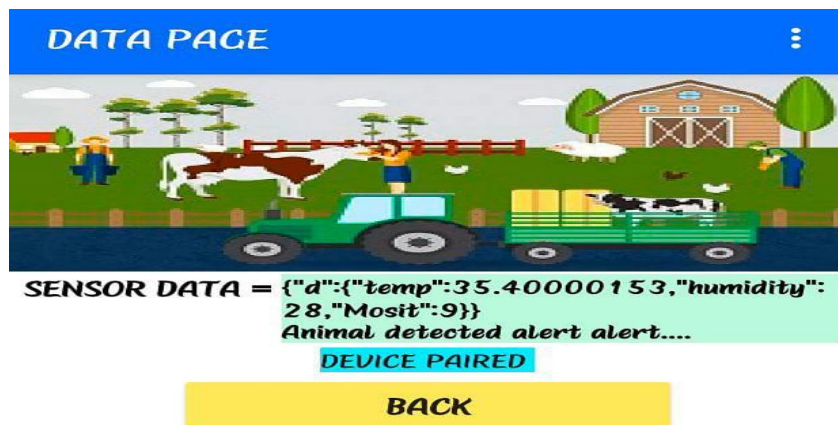 DATA PAGE
SENSOR DATA = {"d":{"temp":35.40000153,"humidity":
28,"Mosit":9}}
Animal detected alert alert....
DEVICE PAIRED
BACK